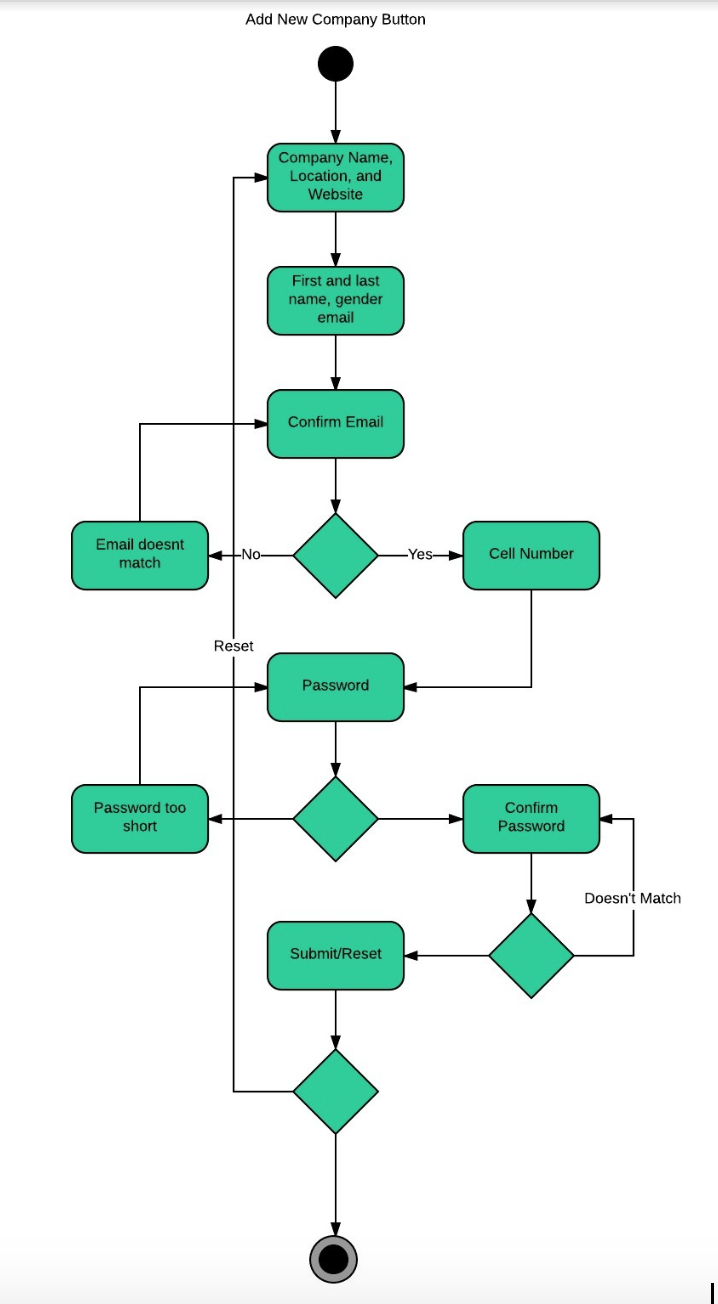 Add New Company Button
Company Name,
Location, and
Website
First and last
name, gender
email
Confirm Email
Email doesnt
match
No
Yes
Cell Number
Reset
Password
Password too
short
Confirm
Password
Doesn't Match
Submit/Reset